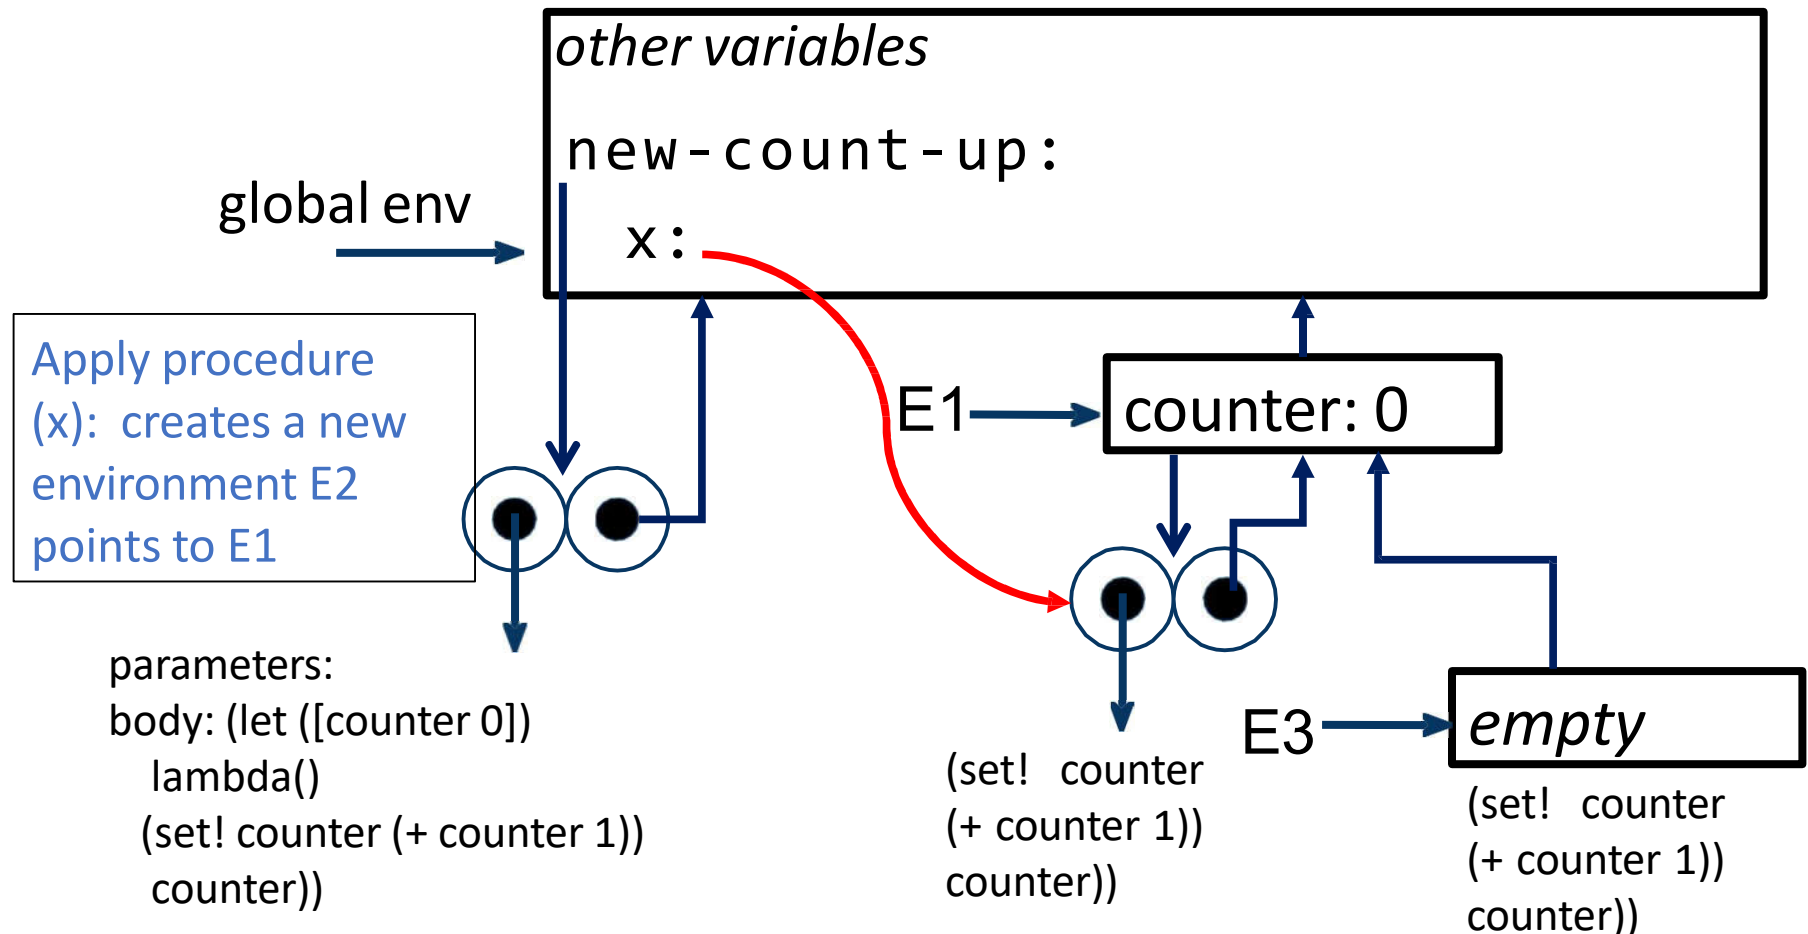 other variables
new-count-up:
global env
x:
Apply procedure
(x): creates a new
environment E2
points to E1
E1
counter: 0
parameters:
body: (let ([counter 0])
lambda()
(set! counter (+ counter 1))
counter))
(set! counter
(+ counter 1))
counter))
E3
empty
(set! counter
(+ counter 1))
counter))